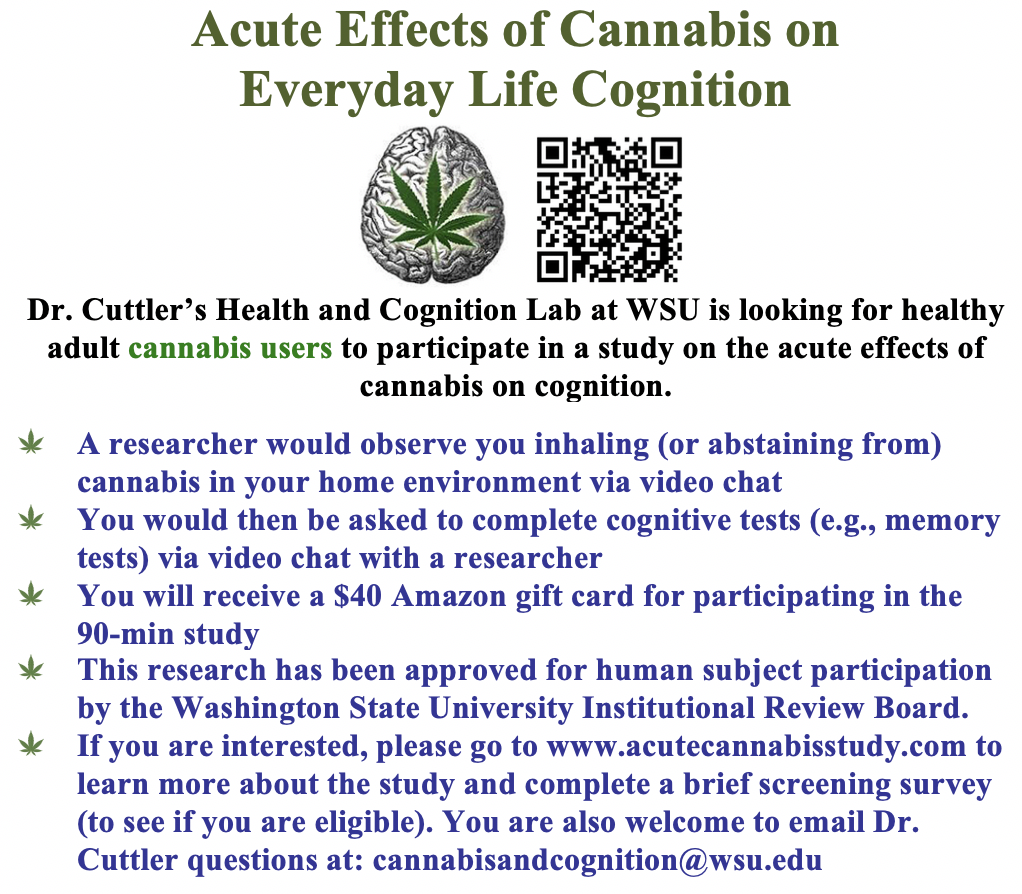 Acute Effects of Cannabis on
Everyday Life Cognition
Dr. Cuttler’s Health and Cognition Lab at WSU is looking for healthy
adult cannabis users to participate in a study on the acute effects of
cannabis on cognition.
A researcher would observe you inhaling (or abstaining from)
cannabis in your home environment via video chat
You would then be asked to complete cognitive tests (e.g., memory
tests) via video chat with a researcher
You will receive a $40 Amazon gift card for participating in the
90-min study
This research has been approved for human subject participation
by the Washington State University Institutional Review Board.
If you are interested, please go to www.acutecannabisstudy.com to
learn more about the study and complete a brief screening survey
(to see if you are eligible). You are also welcome to email Dr.
Cuttler questions at: cannabisandcognition@wsu.edu